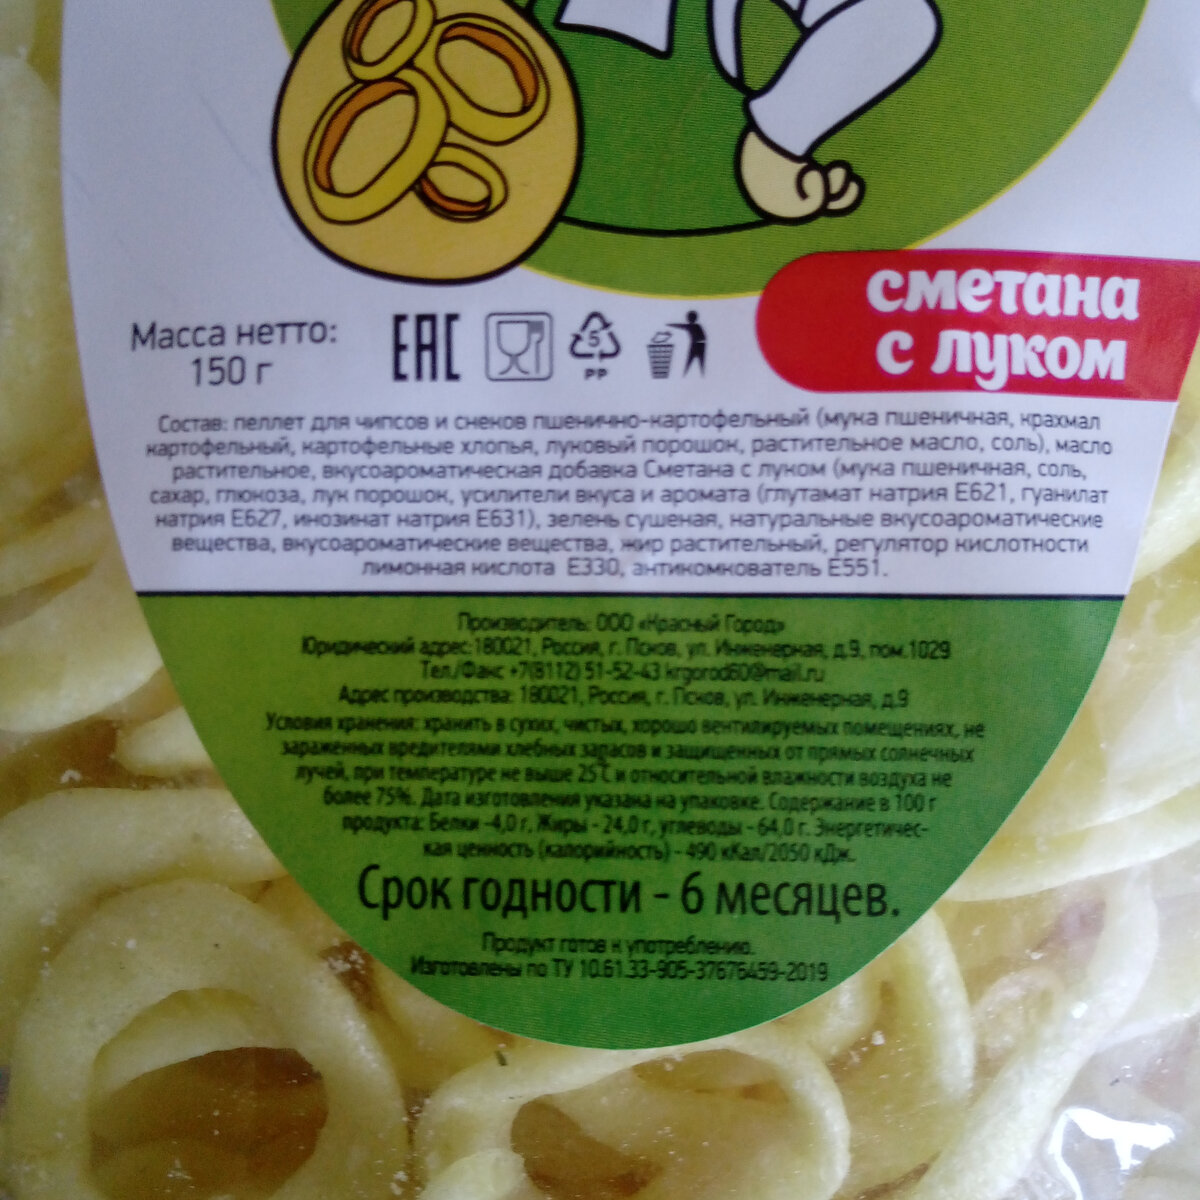 сметана
с луком
Масса нетто:
150 г
EAC
5
PP
Состав: пеллет для чипсов и снеков пшенично-картофельный (мука пшеничная, крахмал
картофельный, картофельные хлопья, луковый порошок, растительное масло, соль), масло
растительное, вкусоароматическая добавка Сметана с луком (мука пшеничная, соль,
сахар, глюкоза, лук порошок, усилители вкуса и аромата (глутамат натрия Е621, гуанилат
натрия Е627, инозинат натрия Е631), зелень сушеная, натуральные вкусоароматические
вещества, вкусоароматические вещества, жир растительный, регулятор кислотности
лимонная кислота Е330, антикомкователь Е551.
Производитель: ООО «Красный Город»
Юридический адрес:180021, Россия, г. Псков, ул. Инженерная, д.9, пом.1029
Тел./Факс +7(8112) 51-52-43 krgorod60@mail.ru
Адрес производства: 180021, Россия, г. Псков, ул. Инженерная, д.9
Условия хранения: хранить в сухих, чистых, хорошо вентилируемых помещениях, не
зараженных вредителями хлебных запасов и защищенных от прямых солнечных
лучей, при температуре не выше 25°С и относительной влажности воздуха не
более 75%. Дата изготовления указана на упаковке. Содержание в 100 г
продукта: Белки -4,0 г, Жиры - 24,0 г, углеводы - 64,0 г. Энергетичес-
кая ценность (калорийность) - 490 кКал/2050 кДж.
Срок годности - 6 месяцев.
Продукт готов к употреблению.
Изготовлены по ТУ 10.61.33-905-37676459-2019